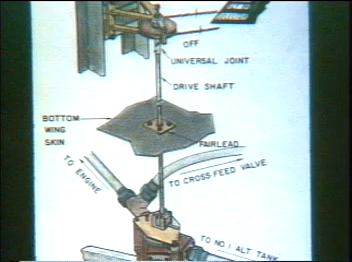 OFF
UNIVERSAL JOINT
DRIVE SHAFT
BOTTOM
WING
SKIN
FAIRLEAD
TO ENGINE
TO CROSS-FEED VALVE
TO NO.1 ALT TANK